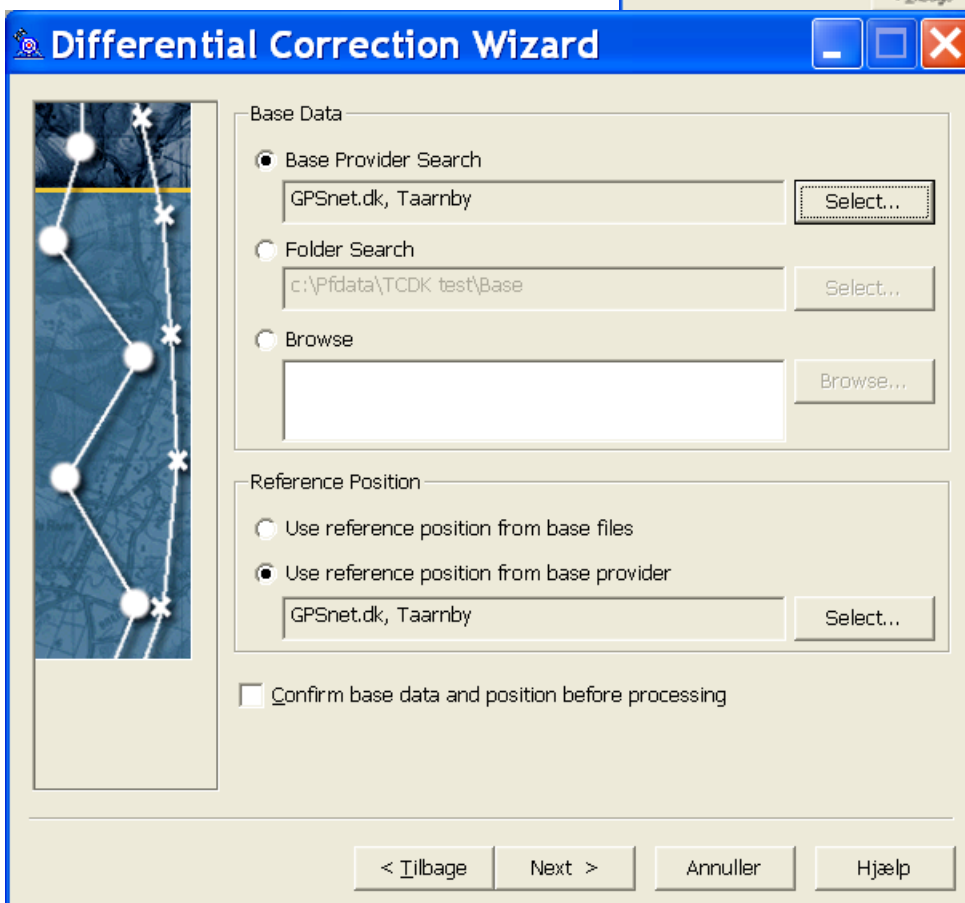 Differential Correction Wizard
Base Data
Base Provider Search
GPSnet.dk, Taarnby
Select...
Folder Search
c:\Pfdata\TCDK test\Base
Select...
Browse
Browse...
Reference Position
Use reference position from base files
Use reference position from base provider
GPSnet.dk, Taarnby
Select...
Confirm base data and position before processing
< Tilbage
Next >
Annuller
Hjælp